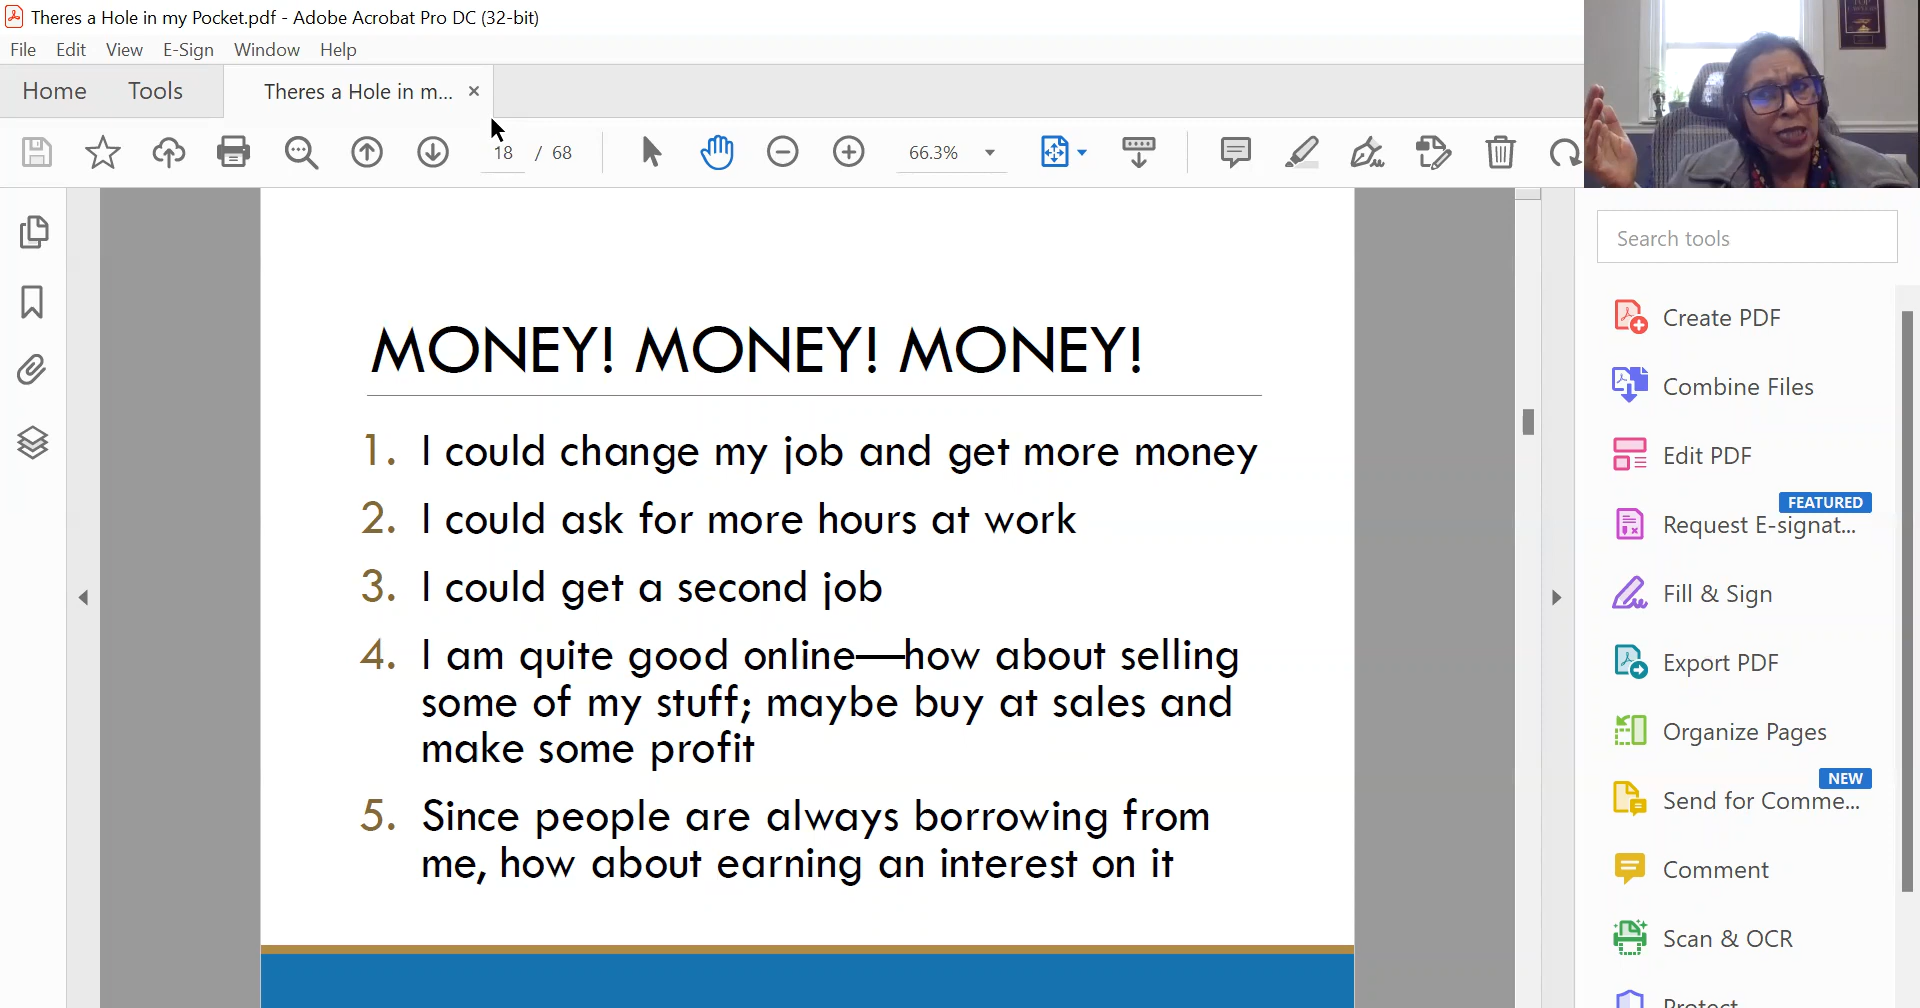 Theres a Hole in my Pocket.pdf - Adobe Acrobat Pro DC (32-bit)
File Edit View E-Sign Window Help
Home Tools Theres a Hole in m... ×
18 / 68 66.3%
TOP
Search tools
Create PDF
Combine Files
Edit PDF
FEATURED
Request E-signat...
Fill & Sign
Export PDF
Organize Pages
NEW
Send for Comme...
Comment
Scan & OCR
Protect
MONEY! MONEY! MONEY!
1. I could change my job and get more money
2. I could ask for more hours at work
3. I could get a second job
4. I am quite good online—how about selling
some of my stuff; maybe buy at sales and
make some profit
5. Since people are always borrowing from
me, how about earning an interest on it